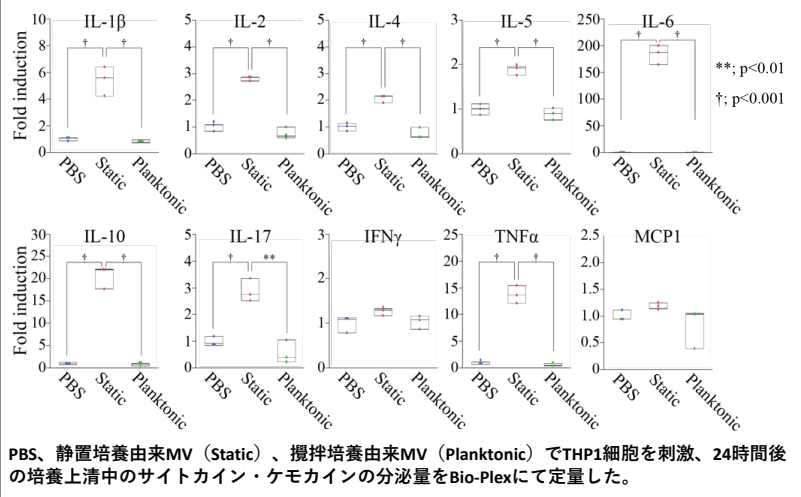 IL-1β IL-2 IL-4 IL-5 IL-6
Fold induction
10 8 6 4 2 0
† †
PBS Static Planktonic
5 4 3 2 1 0
† †
PBS Static Planktonic
5 4 3 2 1 0
† †
PBS Static Planktonic
3 2 1 0
† †
PBS Static Planktonic
250 200 150 100 50 0
† †
PBS Static Planktonic
**; p<0.01
†; p<0.001
IL-10 IL-17 IFNγ TNFα MCP1
Fold induction
30 25 20 15 10 5 0
† †
PBS Static Planktonic
5 4 3 2 1 0
† **
PBS Static Planktonic
3 2 1 0
PBS Static Planktonic
25 20 15 10 5 0
† †
PBS Static Planktonic
2.5 2.0 1.5 1.0 0.5 0
PBS Static Planktonic
PBS、静置培養由来MV（Static）、攪拌培養由来MV（Planktonic）でTHP1細胞を刺激、24時間後
の培養上清中のサイトカイン・ケモカインの分泌量をBio-Plexにて定量した。